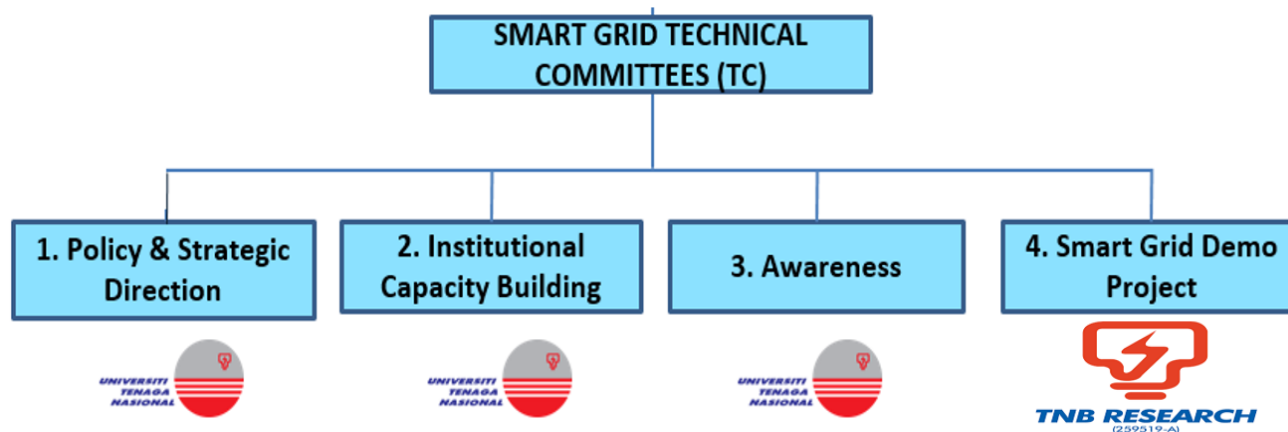 SMART GRID TECHNICAL
COMMITTEES (TC)
1. Policy & Strategic
Direction
2. Institutional
Capacity Building
3. Awareness
4. Smart Grid Demo
Project
UNIVERSITI
TENAGA
NASIONAL
UNIVERSITI
TENAGA
NASIONAL
UNIVERSITI
TENAGA
NASIONAL
TNB RESEARCH
(259519-A)